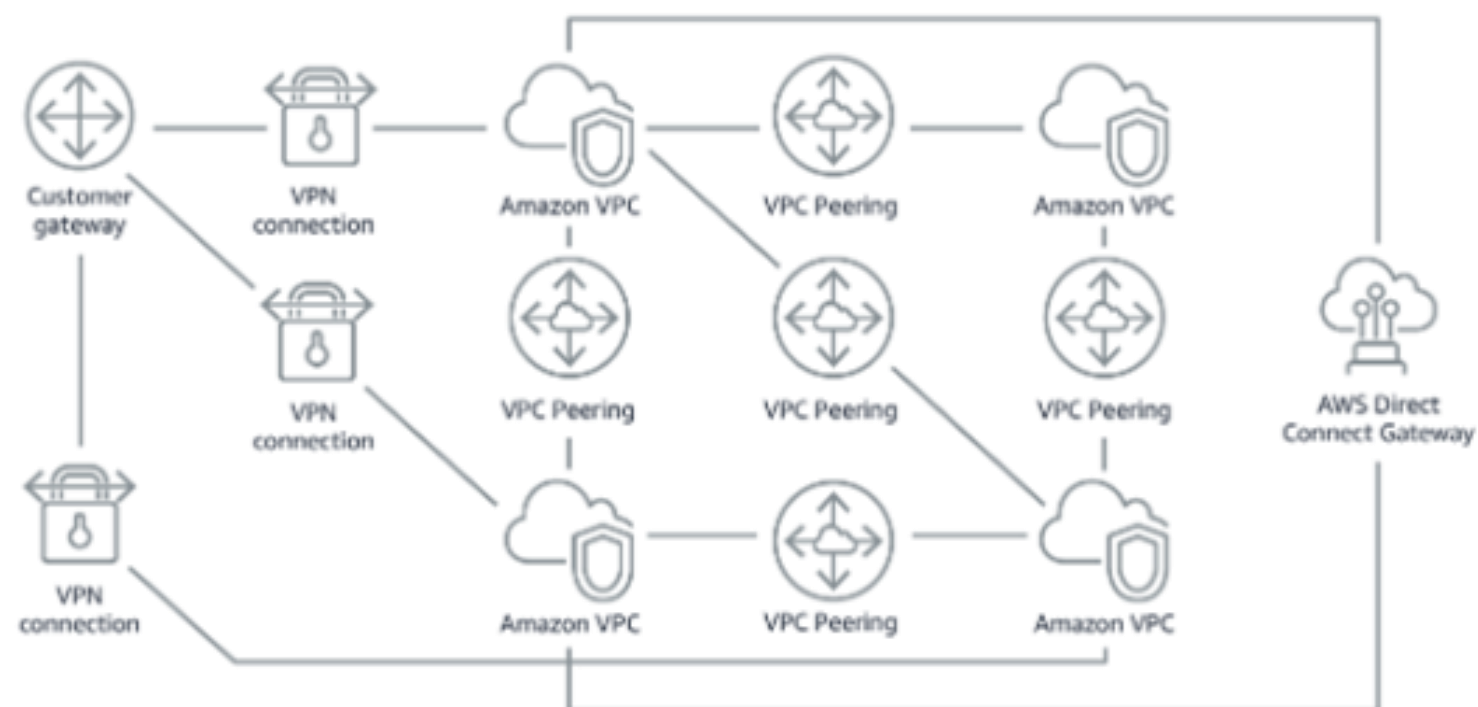 Customer
gateway
VPN
connection
Amazon VPC
VPC Peering
Amazon VPC
VPN
connection
VPC Peering
VPC Peering
VPC Peering
AWS Direct
Connect Gateway
VPN
connection
Amazon VPC
VPC Peering
Amazon VPC